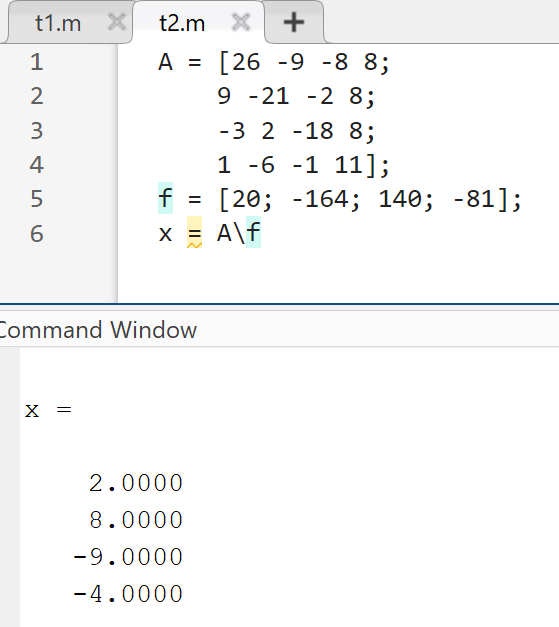 t1.m t2.m
1 A = [26 -9 -8 8;
2 9 -21 -2 8;
3 -3 2 -18 8;
4 1 -6 -1 11];
5 f = [20; -164; 140; -81];
6 x = A\f
Command Window
x =
2.0000
8.0000
-9.0000
-4.0000